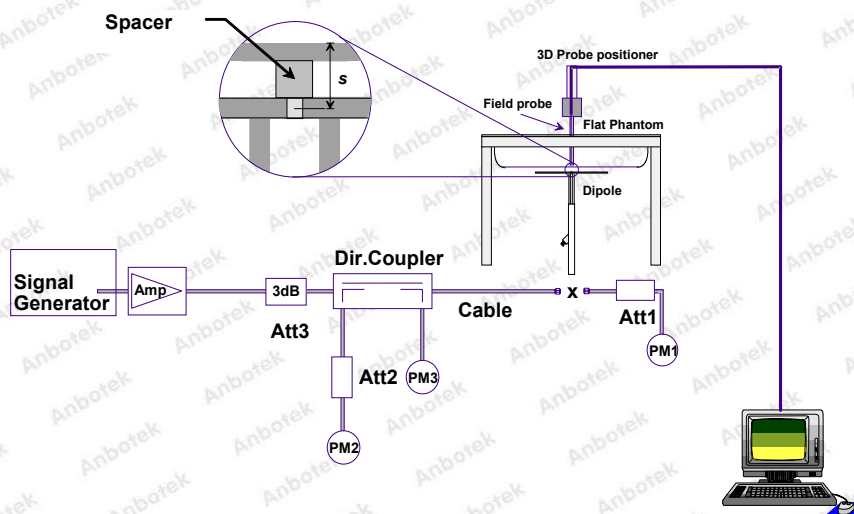 Spacer
s
3D Probe positioner
Field probe
Flat Phantom
Dipole
Signal
Generator
Amp
3dB
Att3
Dir.Coupler
Att2
PM3
PM2
Cable
x
Att1
PM1
Anbotek